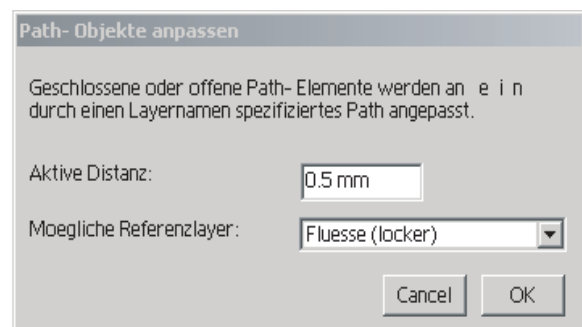 Path- Objekte anpassen
Geschlossene oder offene Path- Elemente werden an e i n
durch einen Layernamen spezifiziertes Path angepasst.
Aktive Distanz:
0.5 mm
Moegliche Referenzlayer:
Fluesse (locker)
Cancel
OK